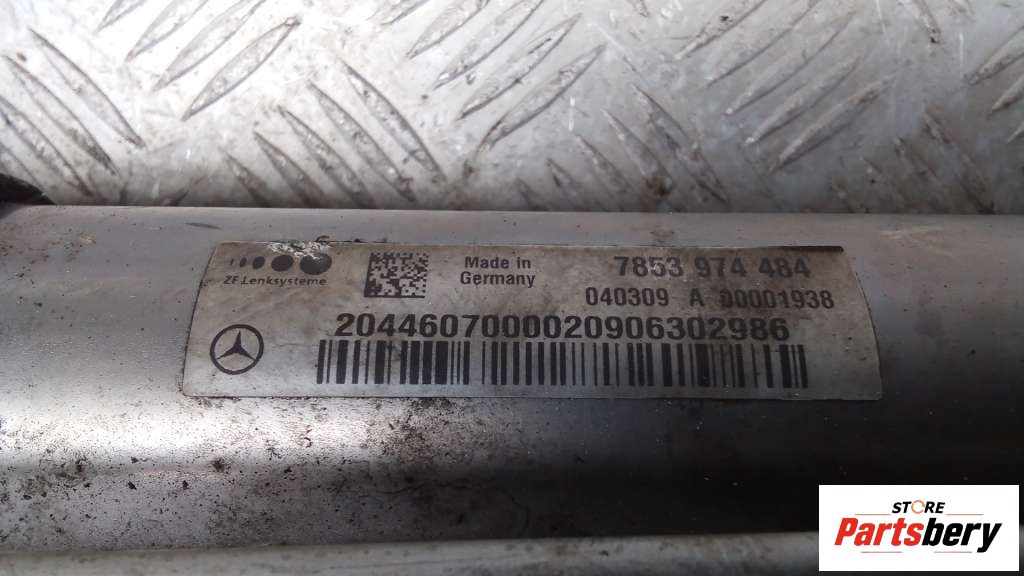 ZF Lenksysteme
Made in
Germany
7853 974 484
040309 A 00001938
2044607000020906302986
STORE
Partsbery